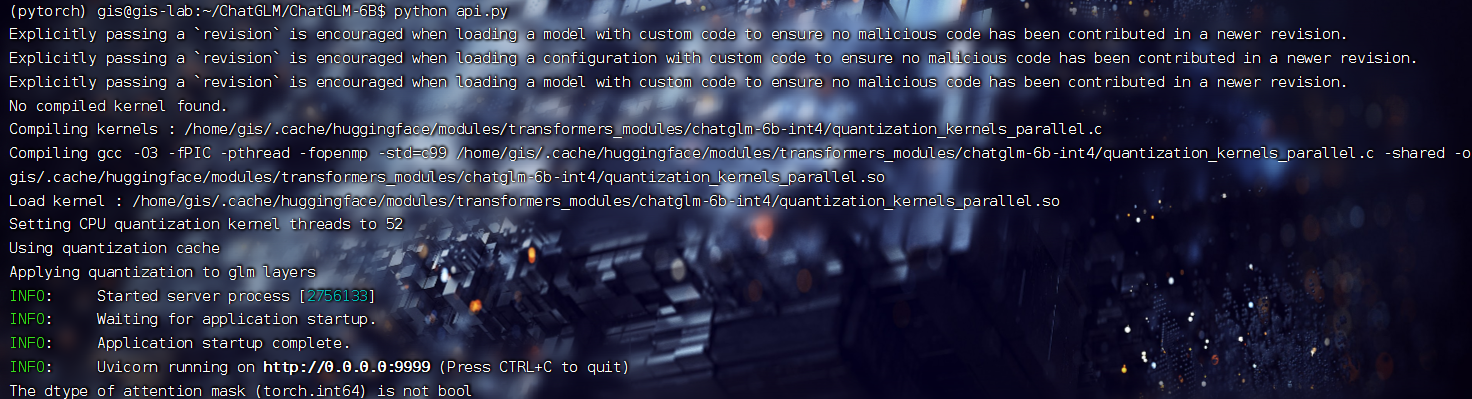 (pytorch) gis@gis-lab:~/ChatGLM/ChatGLM-6B$ python api.py
Explicitly passing a `revision` is encouraged when loading a model with custom code to ensure no malicious code has been contributed in a newer revision.
Explicitly passing a `revision` is encouraged when loading a configuration with custom code to ensure no malicious code has been contributed in a newer revision.
Explicitly passing a `revision` is encouraged when loading a model with custom code to ensure no malicious code has been contributed in a newer revision.
No compiled kernel found.
Compiling kernels : /home/gis/.cache/huggingface/modules/transformers_modules/chatglm-6b-int4/quantization_kernels_parallel.c
Compiling gcc -O3 -fPIC -pthread -fopenmp -std=c99 /home/gis/.cache/huggingface/modules/transformers_modules/chatglm-6b-int4/quantization_kernels_parallel.c -shared -o
gis/.cache/huggingface/modules/transformers_modules/chatglm-6b-int4/quantization_kernels_parallel.so
Load kernel : /home/gis/.cache/huggingface/modules/transformers_modules/chatglm-6b-int4/quantization_kernels_parallel.so
Setting CPU quantization kernel threads to 52
Using quantization cache
Applying quantization to glm layers
INFO:     Started server process [2756133]
INFO:     Waiting for application startup.
INFO:     Application startup complete.
INFO:     Uvicorn running on http://0.0.0.0:9999 (Press CTRL+C to quit)
The dtype of attention mask (torch.int64) is not bool